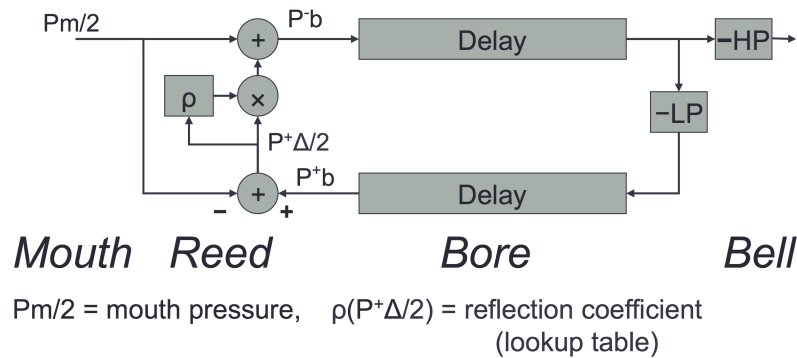 Pm/2
P⁻b
+
Delay
−HP
ρ
×
−LP
P⁺Δ/2
P⁺b
+
Delay
− +
Mouth Reed Bore Bell
Pm/2 = mouth pressure, ρ(P⁺Δ/2) = reflection coefficient
(lookup table)